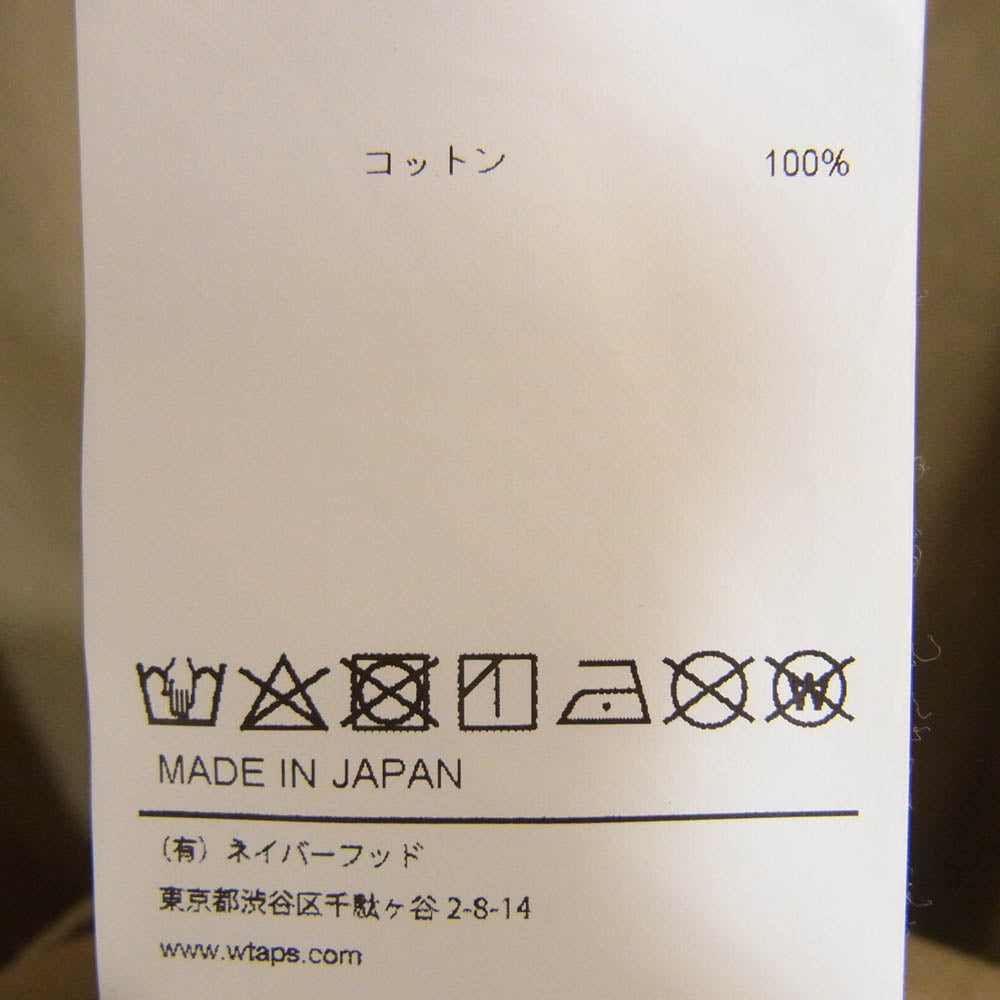 コットン 100%
W
MADE IN JAPAN
(有) ネイバーフッド
東京都渋谷区千駄ヶ谷 2-8-14
www.wtaps.com